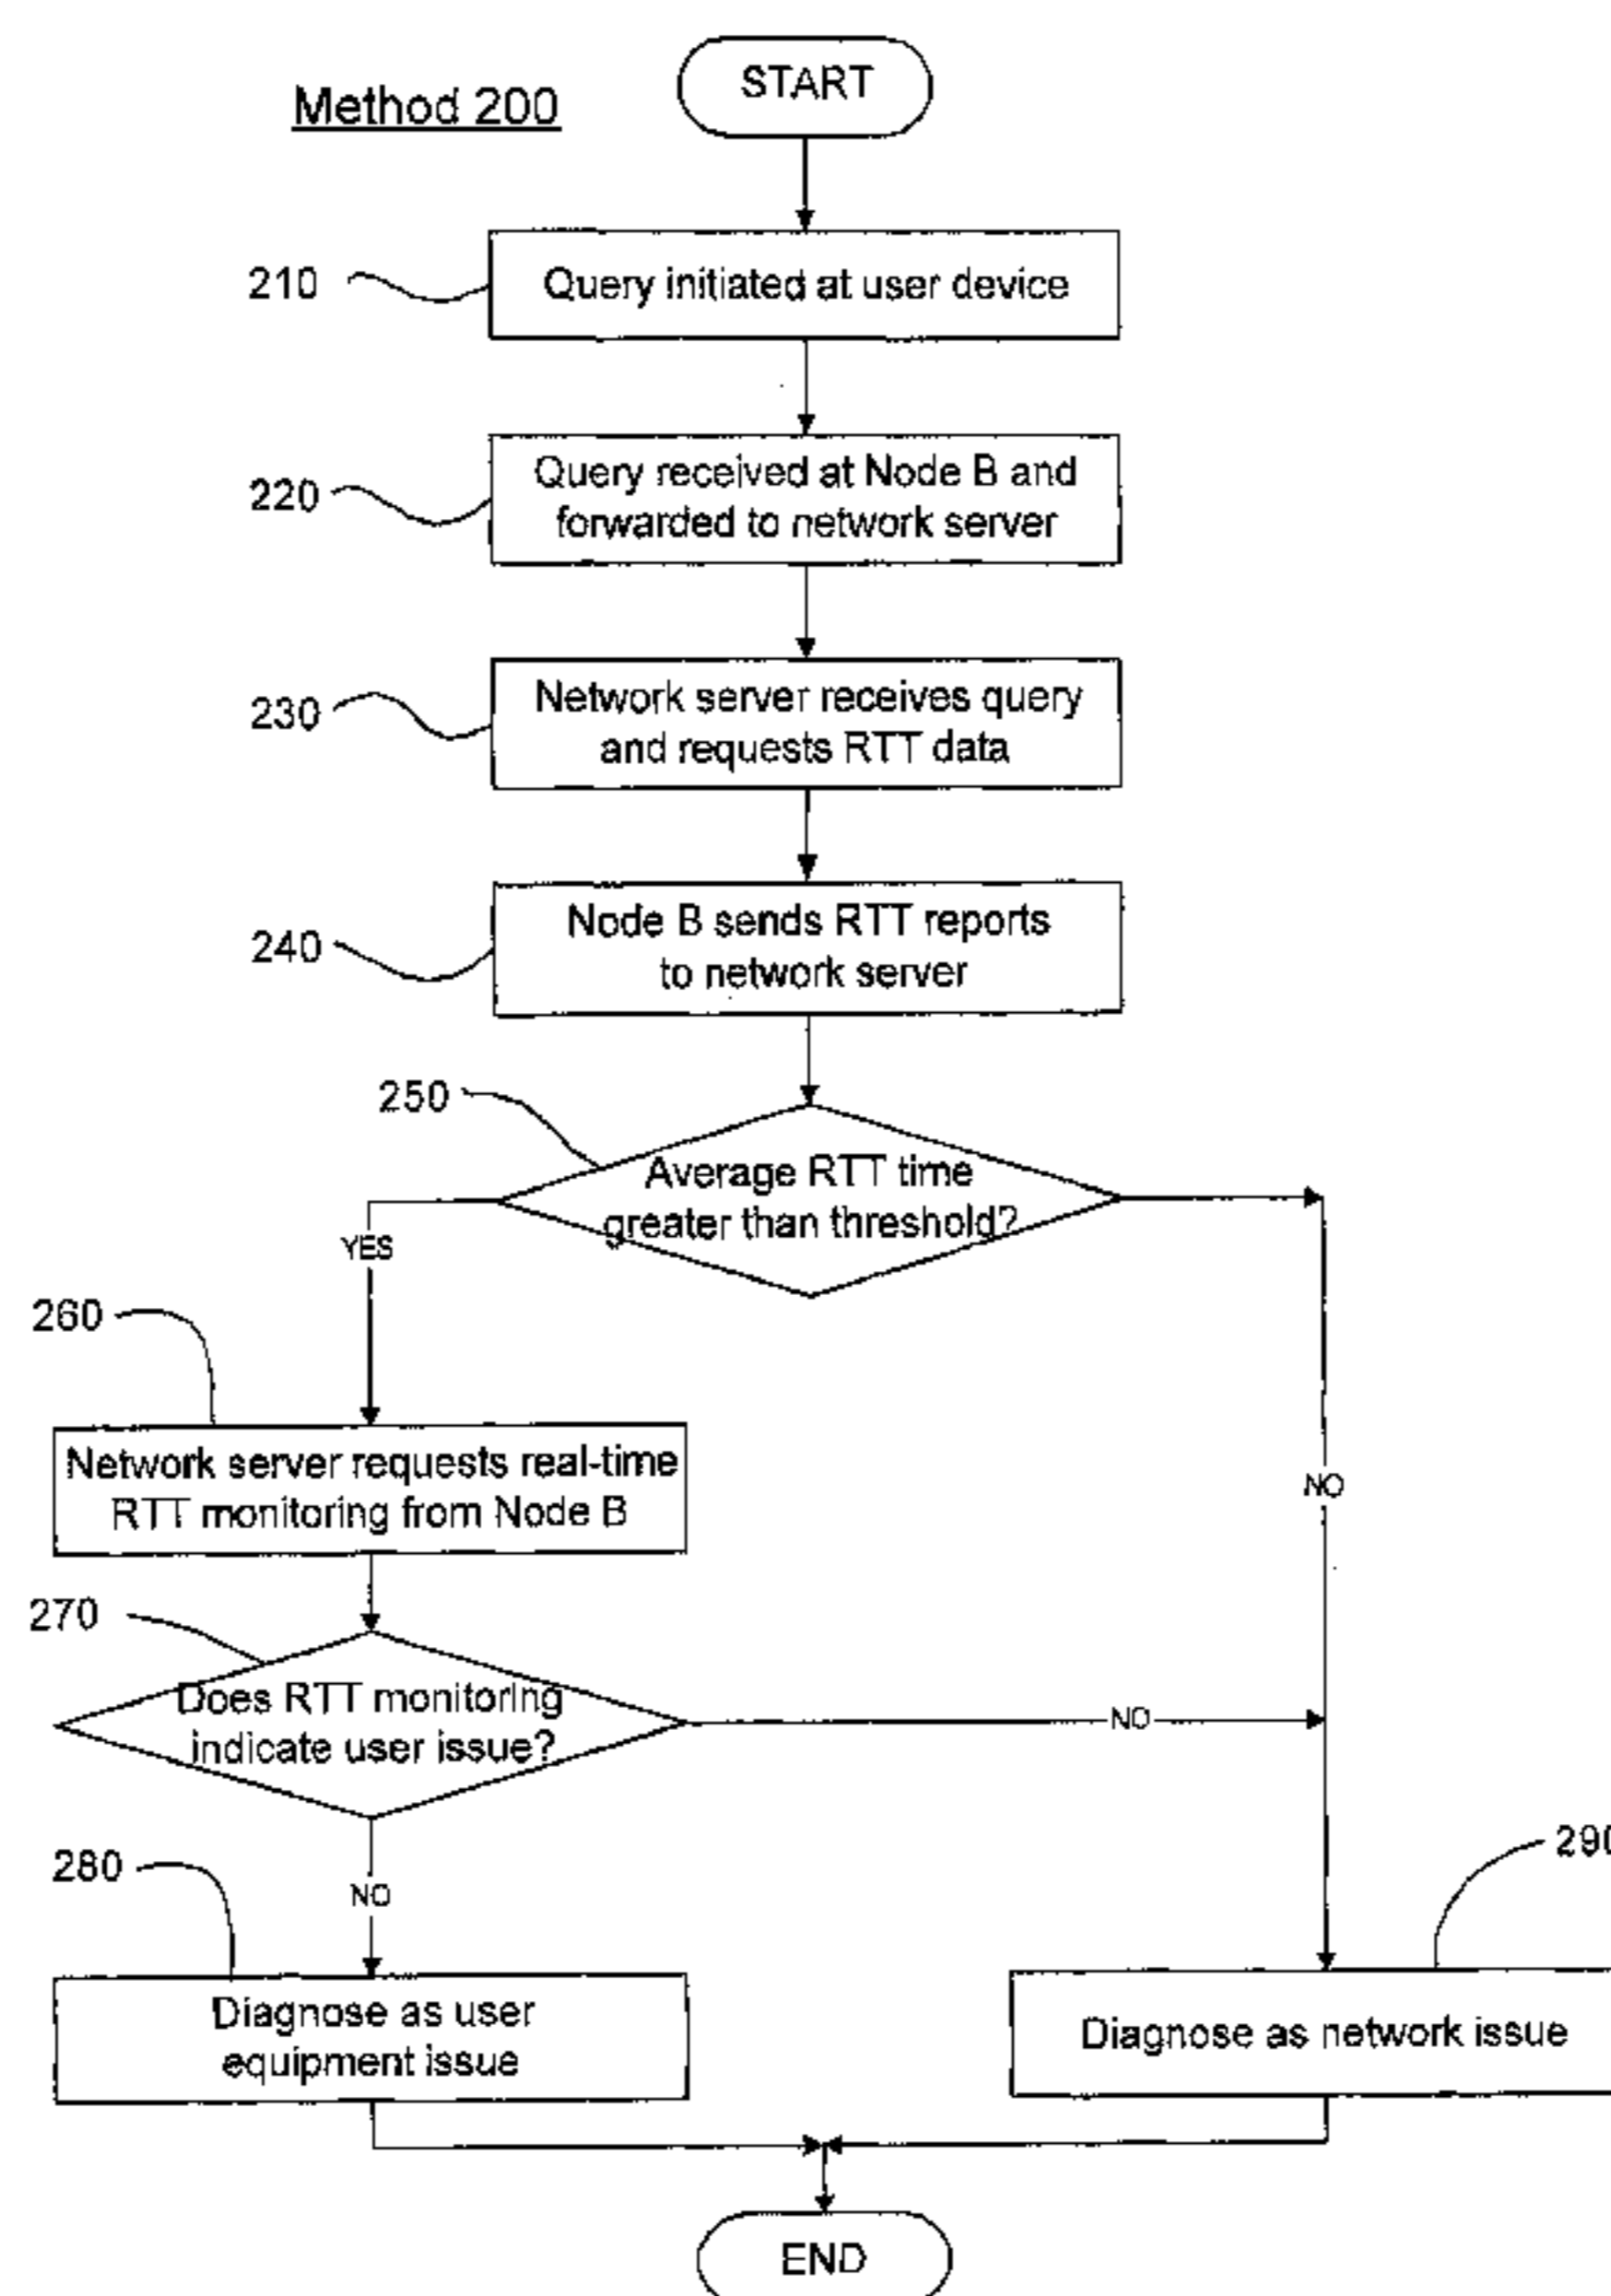 START
Method 200
210
Query initiated at user device
220
Query received at Node B and
forwarded to network server
230
Network server receives query
and requests RTT data
240
Node B sends RTT reports
to network server
250
Average RTT time
greater than threshold?
YES
260
Network server requests real-time
RTT monitoring from Node B
NO
270
Does RTT monitoring
indicate user issue?
NO
280
NO
290
Diagnose as user
equipment issue
Diagnose as network issue
END